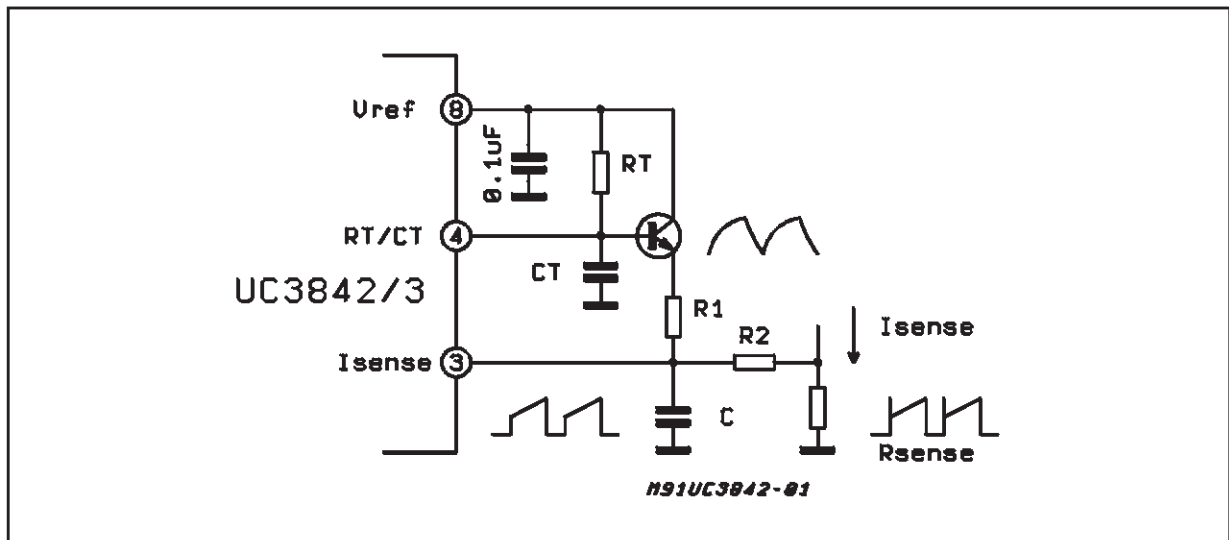 Vref
8
0.1uF
RT
RT/CT
4
CT
UC3842/3
R1
R2
Isense
Isense
3
C
Rsense
M91UC3842-01